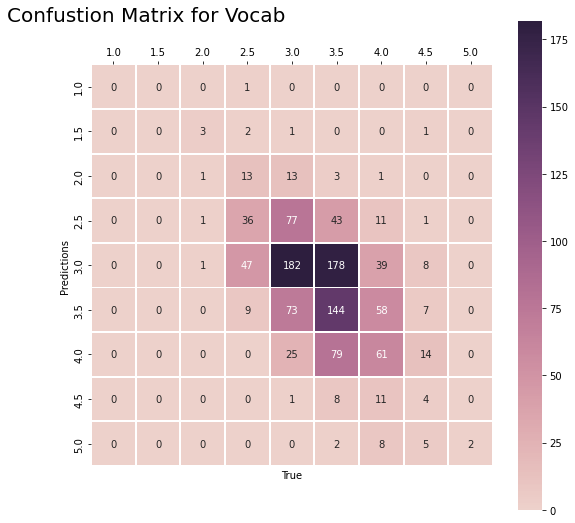 Confustion Matrix for Vocab
1.0 1.5 2.0 2.5 3.0 3.5 4.0 4.5 5.0
1.0 0 0 0 1 0 0 0 0 0
1.5 0 0 3 2 1 0 0 1 0
2.0 0 0 1 13 13 3 1 0 0
2.5 0 0 1 36 77 43 11 1 0
3.0 0 0 1 47 182 178 39 8 0
3.5 0 0 0 9 73 144 58 7 0
4.0 0 0 0 0 25 79 61 14 0
4.5 0 0 0 0 1 8 11 4 0
5.0 0 0 0 0 0 2 8 5 2
Predictions
True
175
150
125
100
75
50
25
0